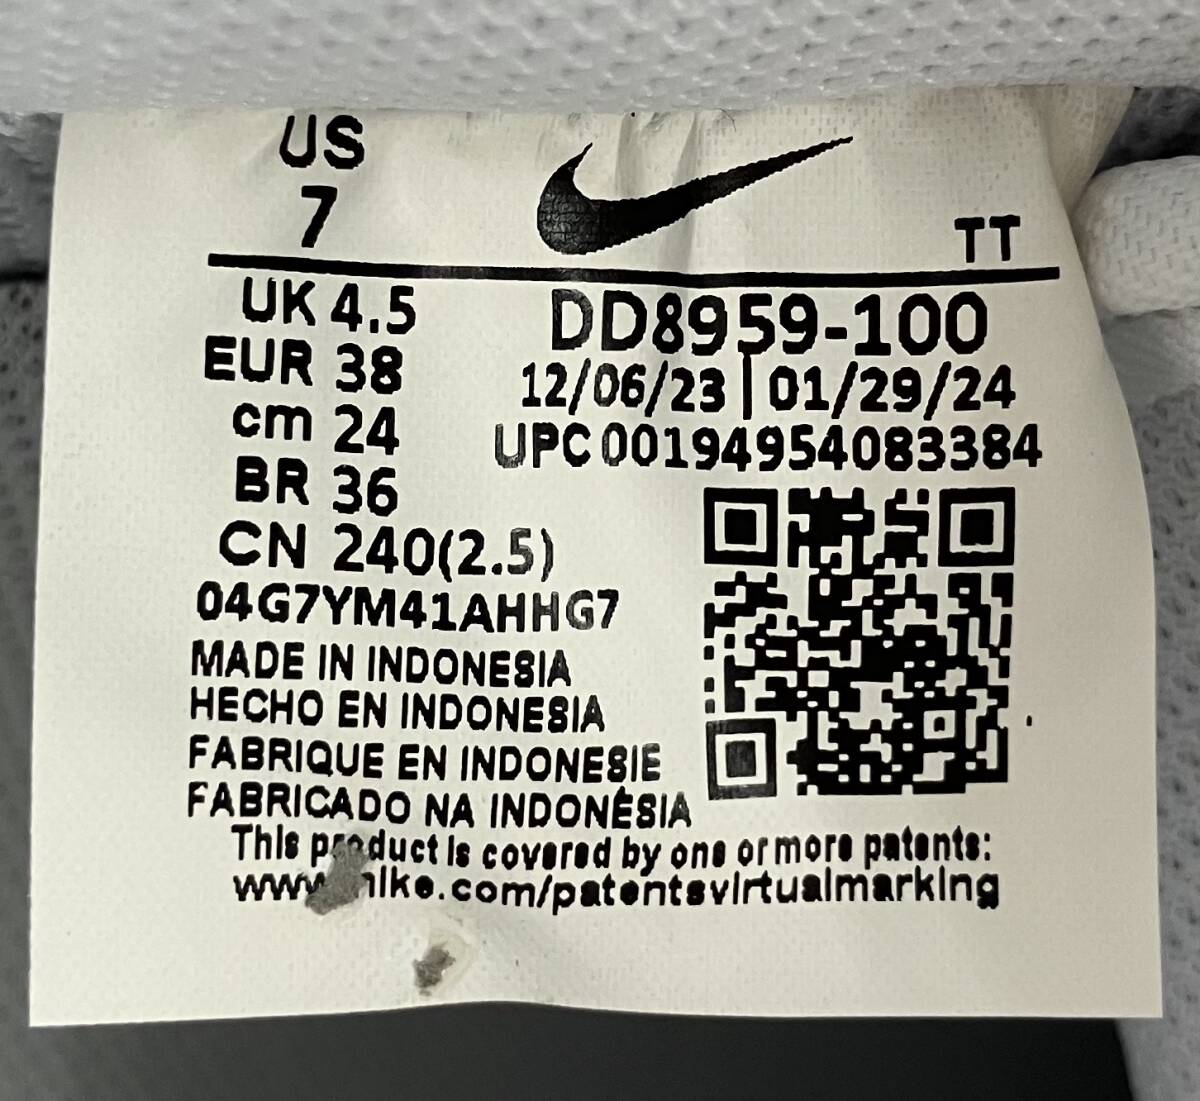 US
7
TT
UK 4.5
EUR 38
cm 24
BR 36
CN 240(2.5)
DD8959-100
12/06/23 | 01/29/24
UPC 00194954083384
04G7YM41AHHG7
MADE IN INDONESIA
HECHO EN INDONESIA
FABRIQUE EN INDONESIE
FABRICADO NA INDONÉSIA
This product is covered by one or more patents:
www.nike.com/patentsvirtualmarking